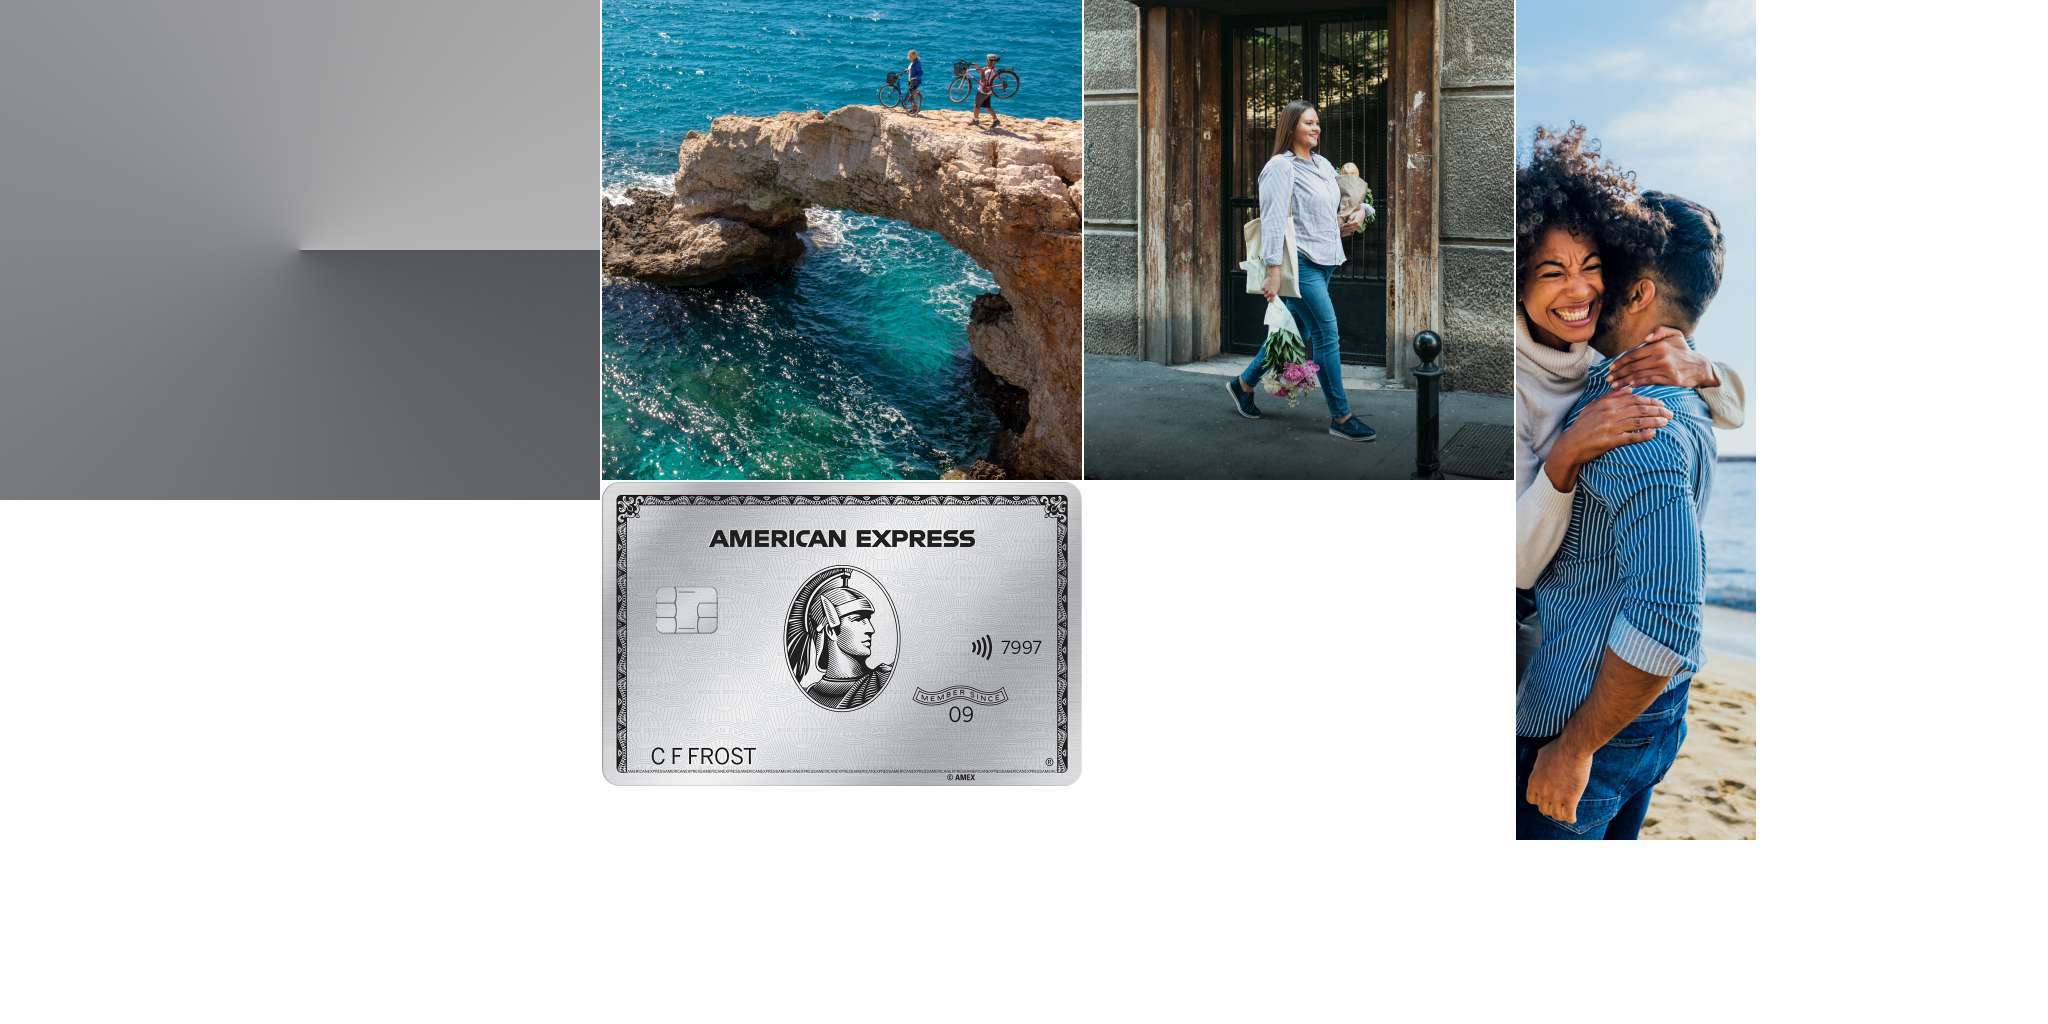 AMERICAN EXPRESS
7997
MEMBER SINCE
09
C F FROST
®
© AMEX